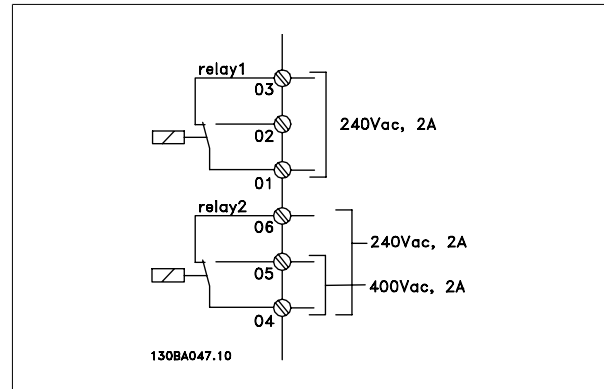 relay1
03
02
240Vac, 2A
01
relay2
06
240Vac, 2A
05
400Vac, 2A
04
130BA047.10